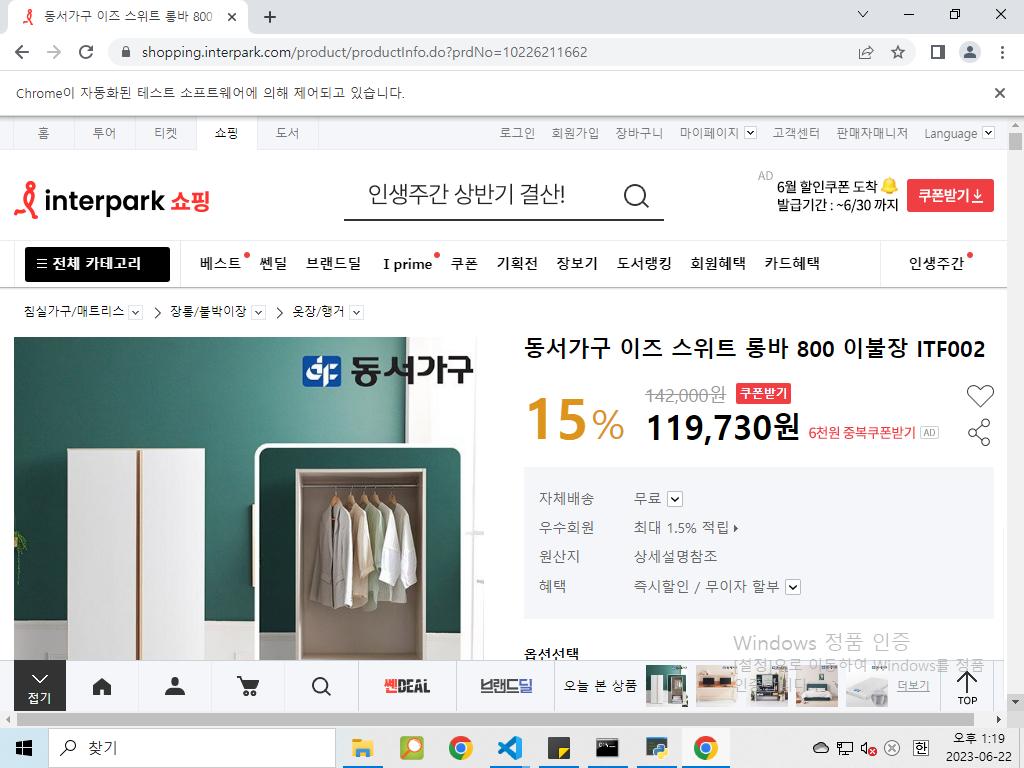 동서가구 이즈 스위트 롱바 800
shopping.interpark.com/product/productInfo.do?prdNo=10226211662
Chrome이 자동화된 테스트 소프트웨어에 의해 제어되고 있습니다.
홈 투어 티켓 쇼핑 도서 로그인 회원가입 장바구니 마이페이지 고객센터 판매자매니저 Language
interpark 쇼핑
인생주간 상반기 결산!
AD
6월 할인쿠폰 도착
발급기간 : ~6/30 까지
쿠폰받기
전체 카테고리 베스트 쎈딜 브랜드딜 I prime 쿠폰 기획전 장보기 도서랭킹 회원혜택 카드혜택 인생주간
침실가구/매트리스 장롱/붙박이장 옷장/행거
동서가구
동서가구 이즈 스위트 롱바 800 이불장 ITF002
15%
142,000원 쿠폰받기
119,730원 6천원 중복쿠폰받기 AD
자체배송 무료
우수회원 최대 1.5% 적립
원산지 상세설명참조
혜택 즉시할인 / 무이자 할부
옵션선택
Windows 정품 인증
[설정]으로 이동하여 Windows를 정품
접기
쎈DEAL
브랜드딜
오늘 본 상품
더보기
TOP
찾기
한
오후 1:19
2023-06-22